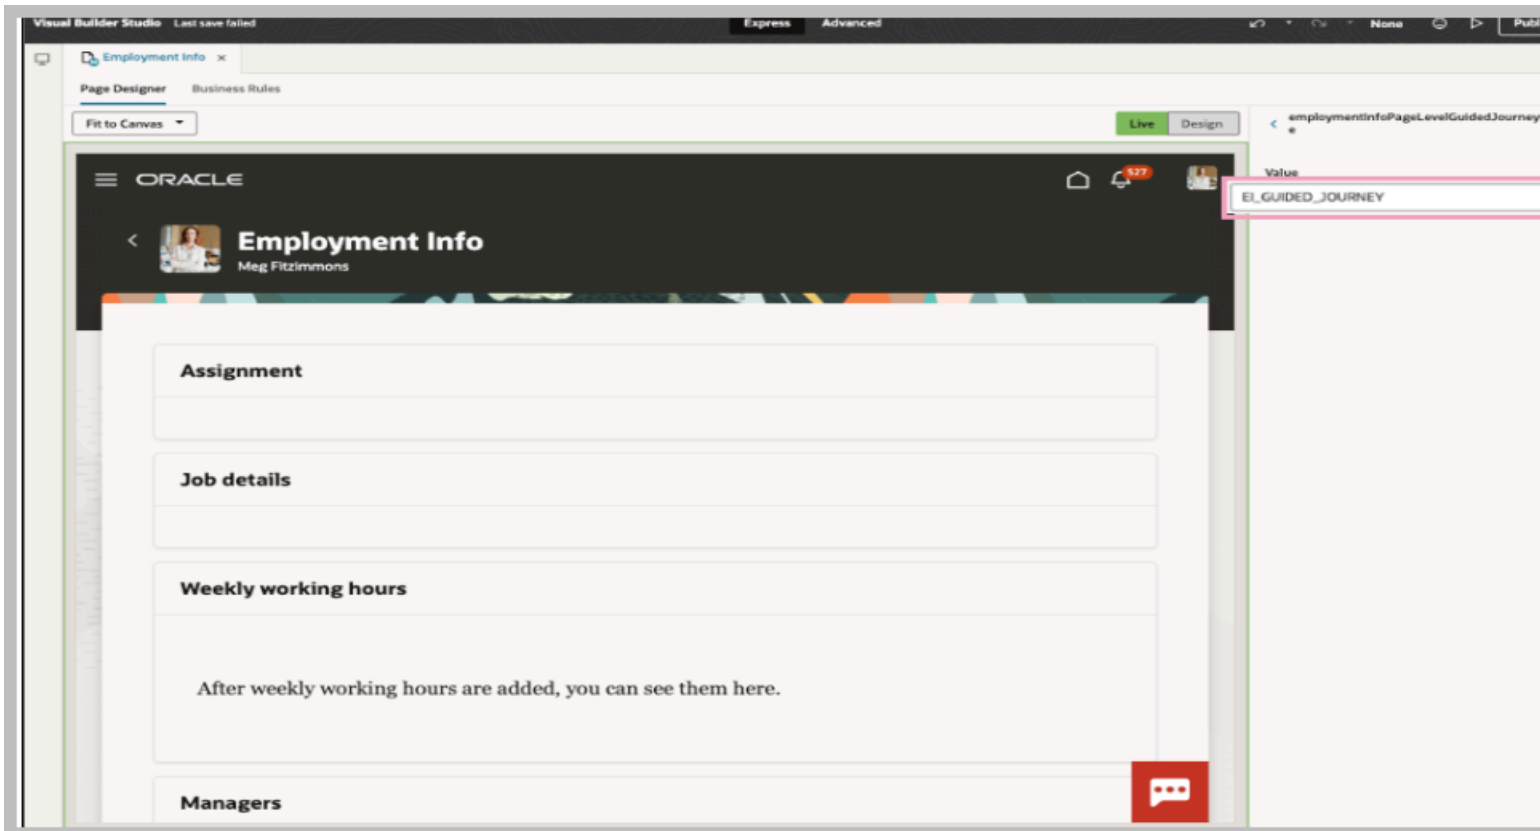 Visual Builder Studio Last save failed Express Advanced None Publ
Employment Info ×
Page Designer Business Rules
Fit to Canvas Live Design
employmentInfoPageLevelGuidedJourney
e
Value
EI_GUIDED_JOURNEY
ORACLE 527
Employment Info
Meg Fitzimmons
Assignment
Job details
Weekly working hours
After weekly working hours are added, you can see them here.
Managers